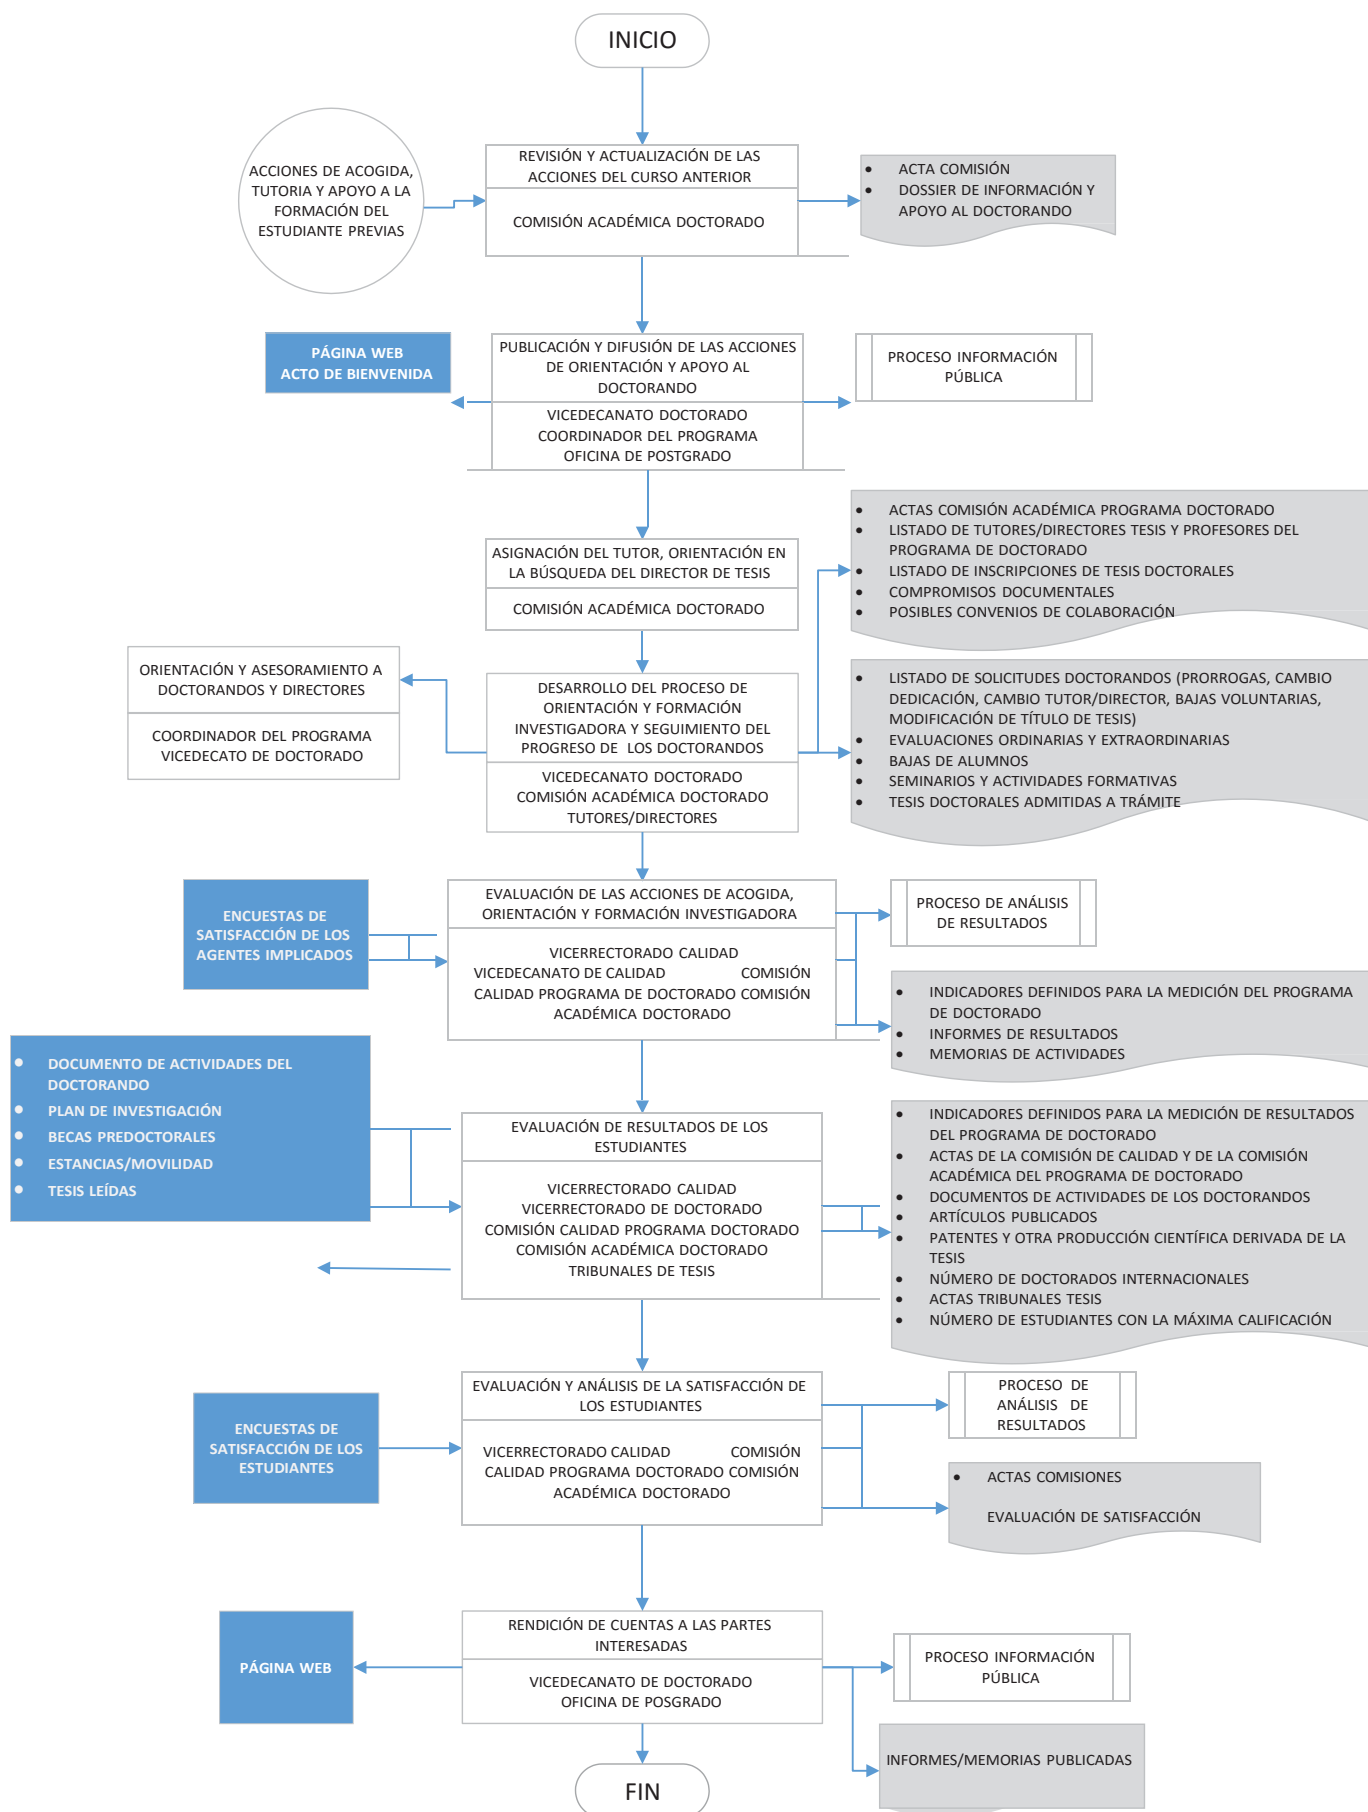 INICIO
ACCIONES DE ACOGIDA,
TUTORIA Y APOYO A LA
FORMACIÓN DEL
ESTUDIANTE PREVIAS
REVISIÓN Y ACTUALIZACIÓN DE LAS
ACCIONES DEL CURSO ANTERIOR
COMISIÓN ACADÉMICA DOCTORADO
• ACTA COMISIÓN
• DOSSIER DE INFORMACIÓN Y
APOYO AL DOCTORANDO
PÁGINA WEB
ACTO DE BIENVENIDA
PUBLICACIÓN Y DIFUSIÓN DE LAS ACCIONES
DE ORIENTACIÓN Y APOYO AL
DOCTORANDO
VICEDECANATO DOCTORADO
COORDINADOR DEL PROGRAMA
OFICINA DE POSTGRADO
PROCESO INFORMACIÓN
PÚBLICA
ASIGNACIÓN DEL TUTOR, ORIENTACIÓN EN
LA BÚSQUEDA DEL DIRECTOR DE TESIS
COMISIÓN ACADÉMICA DOCTORADO
• ACTAS COMISIÓN ACADÉMICA PROGRAMA DOCTORADO
• LISTADO DE TUTORES/DIRECTORES TESIS Y PROFESORES DEL
PROGRAMA DE DOCTORADO
• LISTADO DE INSCRIPCIONES DE TESIS DOCTORALES
• COMPROMISOS DOCUMENTALES
• POSIBLES CONVENIOS DE COLABORACIÓN
ORIENTACIÓN Y ASESORAMIENTO A
DOCTORANDOS Y DIRECTORES
COORDINADOR DEL PROGRAMA
VICEDECATO DE DOCTORADO
DESARROLLO DEL PROCESO DE
ORIENTACIÓN Y FORMACIÓN
INVESTIGADORA Y SEGUIMIENTO DEL
PROGRESO DE LOS DOCTORANDOS
VICEDECANATO DOCTORADO
COMISIÓN ACADÉMICA DOCTORADO
TUTORES/DIRECTORES
• LISTADO DE SOLICITUDES DOCTORANDOS (PRORROGAS, CAMBIO
DEDICACIÓN, CAMBIO TUTOR/DIRECTOR, BAJAS VOLUNTARIAS,
MODIFICACIÓN DE TÍTULO DE TESIS)
• EVALUACIONES ORDINARIAS Y EXTRAORDINARIAS
• BAJAS DE ALUMNOS
• SEMINARIOS Y ACTIVIDADES FORMATIVAS
• TESIS DOCTORALES ADMITIDAS A TRÁMITE
ENCUESTAS DE
SATISFACCIÓN DE LOS
AGENTES IMPLICADOS
EVALUACIÓN DE LAS ACCIONES DE ACOGIDA,
ORIENTACIÓN Y FORMACIÓN INVESTIGADORA
VICERRECTORADO CALIDAD
VICEDECANATO DE CALIDAD COMISIÓN
CALIDAD PROGRAMA DE DOCTORADO COMISIÓN
ACADÉMICA DOCTORADO
PROCESO DE ANÁLISIS
DE RESULTADOS
• INDICADORES DEFINIDOS PARA LA MEDICIÓN DEL PROGRAMA
DE DOCTORADO
• INFORMES DE RESULTADOS
• MEMORIAS DE ACTIVIDADES
• DOCUMENTO DE ACTIVIDADES DEL
DOCTORANDO
• PLAN DE INVESTIGACIÓN
• BECAS PREDOCTORALES
• ESTANCIAS/MOVILIDAD
• TESIS LEÍDAS
EVALUACIÓN DE RESULTADOS DE LOS
ESTUDIANTES
VICERRECTORADO CALIDAD
VICERRECTORADO DE DOCTORADO
COMISIÓN CALIDAD PROGRAMA DOCTORADO
COMISIÓN ACADÉMICA DOCTORADO
TRIBUNALES DE TESIS
• INDICADORES DEFINIDOS PARA LA MEDICIÓN DE RESULTADOS
DEL PROGRAMA DE DOCTORADO
• ACTAS DE LA COMISIÓN DE CALIDAD Y DE LA COMISIÓN
ACADÉMICA DEL PROGRAMA DE DOCTORADO
• DOCUMENTOS DE ACTIVIDADES DE LOS DOCTORANDOS
• ARTÍCULOS PUBLICADOS
• PATENTES Y OTRA PRODUCCIÓN CIENTÍFICA DERIVADA DE LA
TESIS
• NÚMERO DE DOCTORADOS INTERNACIONALES
• ACTAS TRIBUNALES TESIS
• NÚMERO DE ESTUDIANTES CON LA MÁXIMA CALIFICACIÓN
ENCUESTAS DE
SATISFACCIÓN DE LOS
ESTUDIANTES
EVALUACIÓN Y ANÁLISIS DE LA SATISFACCIÓN DE
LOS ESTUDIANTES
VICERRECTORADO CALIDAD COMISIÓN
CALIDAD PROGRAMA DOCTORADO COMISIÓN
ACADÉMICA DOCTORADO
PROCESO DE
ANÁLISIS DE
RESULTADOS
• ACTAS COMISIONES
EVALUACIÓN DE SATISFACCIÓN
PÁGINA WEB
RENDICIÓN DE CUENTAS A LAS PARTES
INTERESADAS
VICEDECANATO DE DOCTORADO
OFICINA DE POSGRADO
PROCESO INFORMACIÓN
PÚBLICA
INFORMES/MEMORIAS PUBLICADAS
FIN